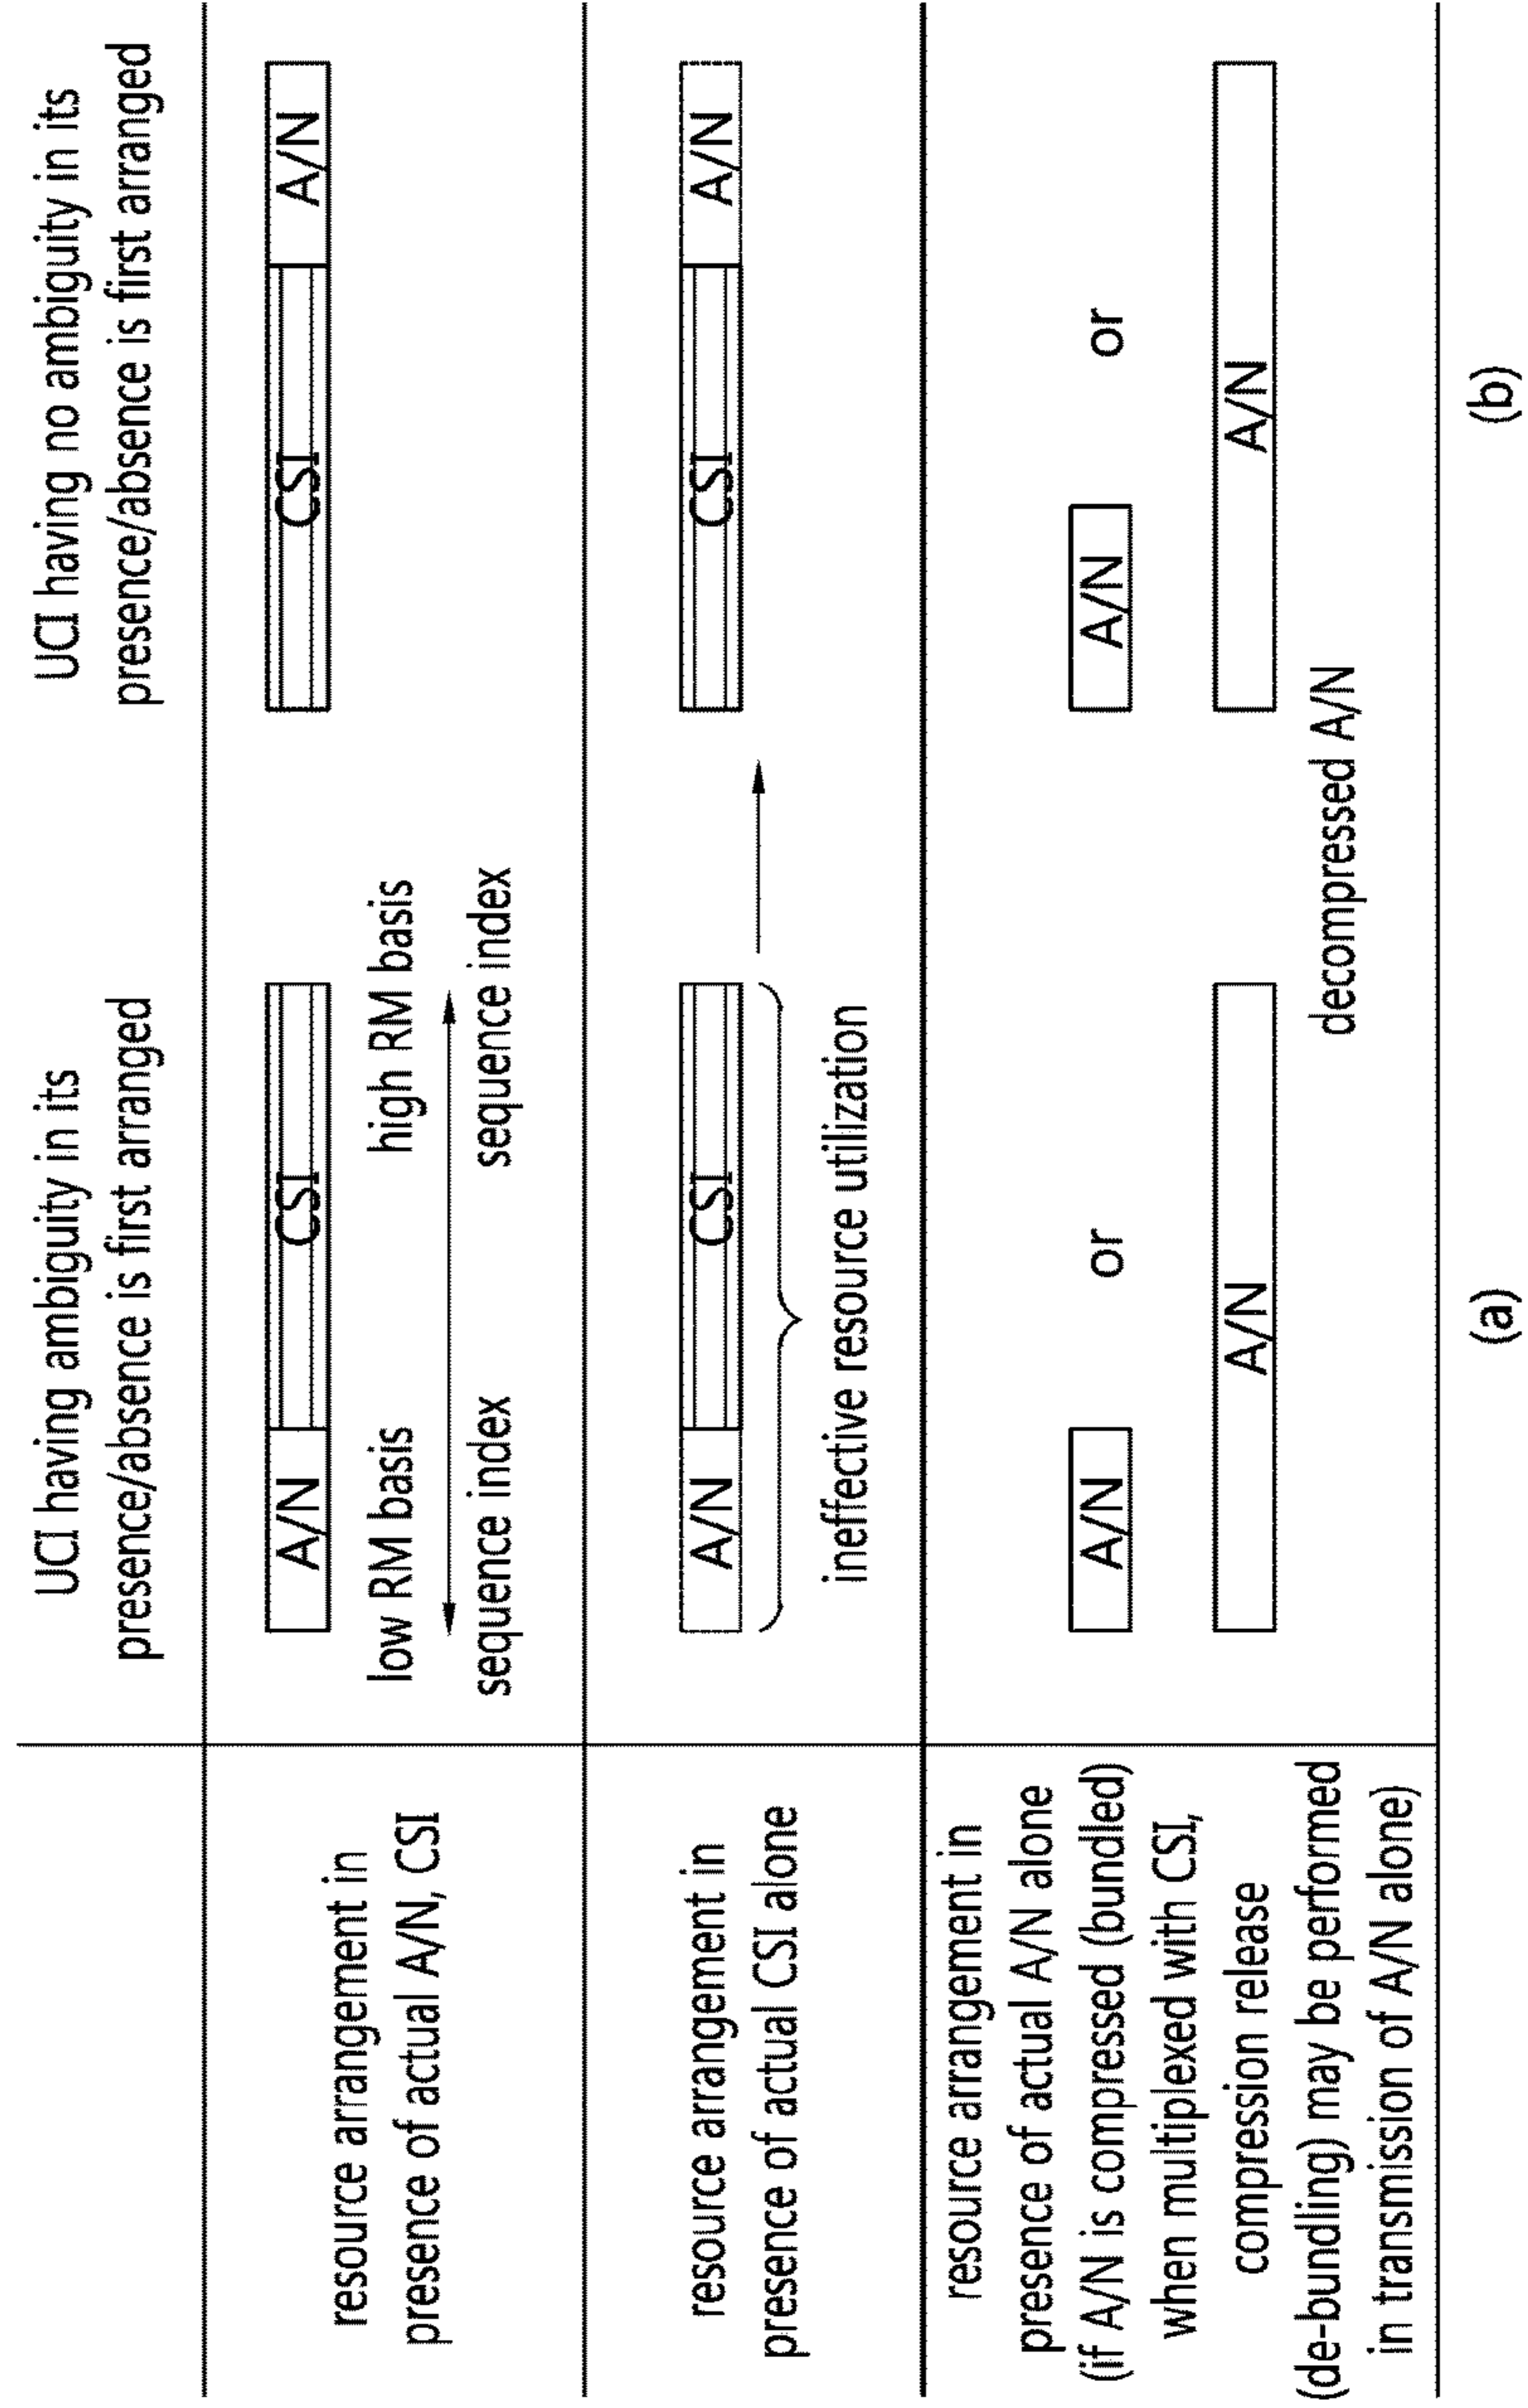 UCI having ambiguity in its
presence/absence is first arranged
UCI having no ambiguity in its
presence/absence is first arranged
resource arrangement in
presence of actual A/N, CSI
A/N
CSI
low RM basis
sequence index
high RM basis
sequence index
CSI
A/N
resource arrangement in
presence of actual CSI alone
A/N
CSI
ineffective resource utilization
CSI
A/N
resource arrangement in
presence of actual A/N alone
(if A/N is compressed (bundled)
when multiplexed with CSI,
compression release
(de-bundling) may be performed
in transmission of A/N alone)
A/N
or
A/N
A/N
or
A/N
decompressed A/N
(a)
(b)